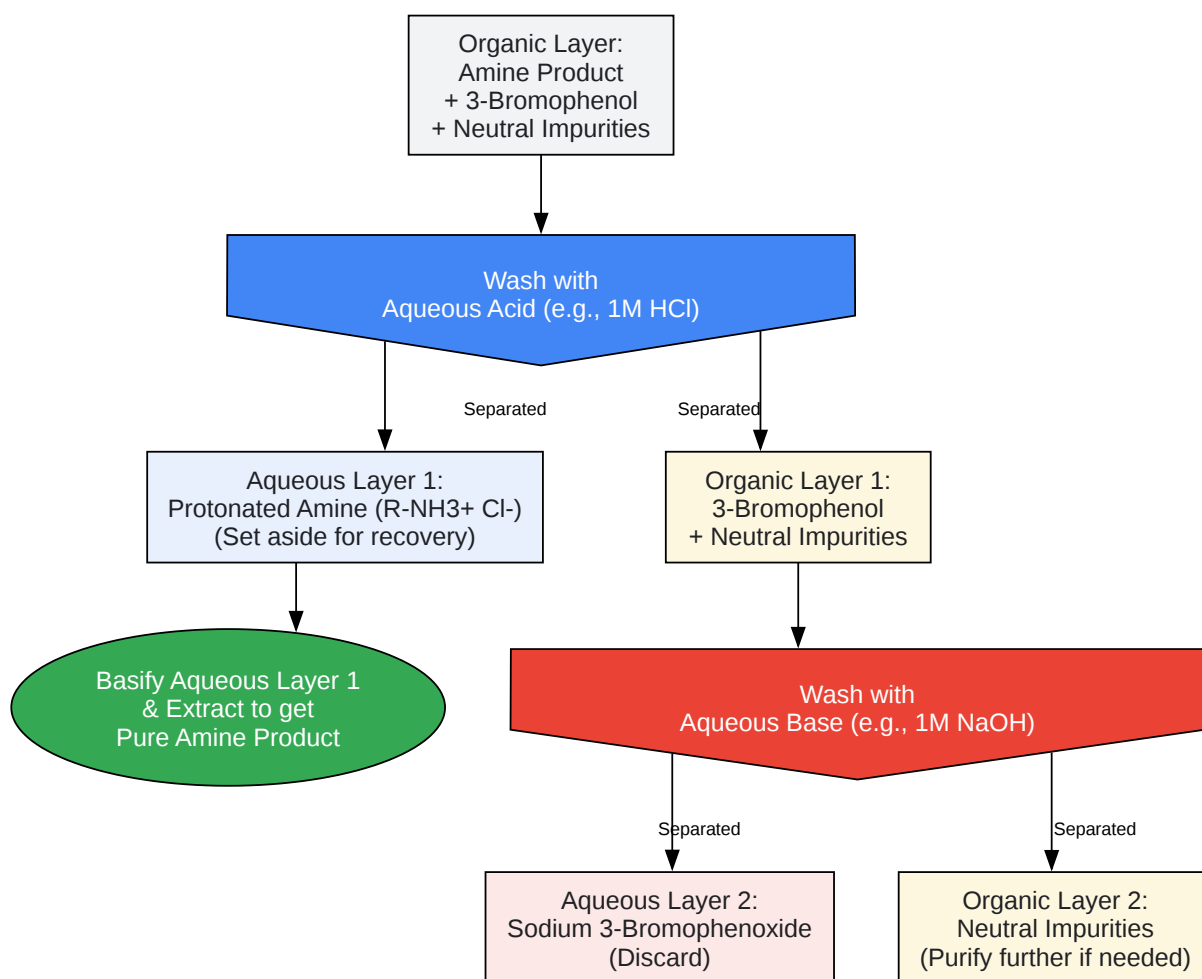 Organic Layer:
Amine Product
+ 3-Bromophenol
+ Neutral Impurities
Wash with
Aqueous Acid (e.g., 1M HCl)
Separated
Separated
Aqueous Layer 1:
Protonated Amine (R-NH3+ Cl-)
(Set aside for recovery)
Organic Layer 1:
3-Bromophenol
+ Neutral Impurities
Basify Aqueous Layer 1
& Extract to get
Pure Amine Product
Wash with
Aqueous Base (e.g., 1M NaOH)
Separated
Separated
Aqueous Layer 2:
Sodium 3-Bromophenoxide
(Discard)
Organic Layer 2:
Neutral Impurities
(Purify further if needed)